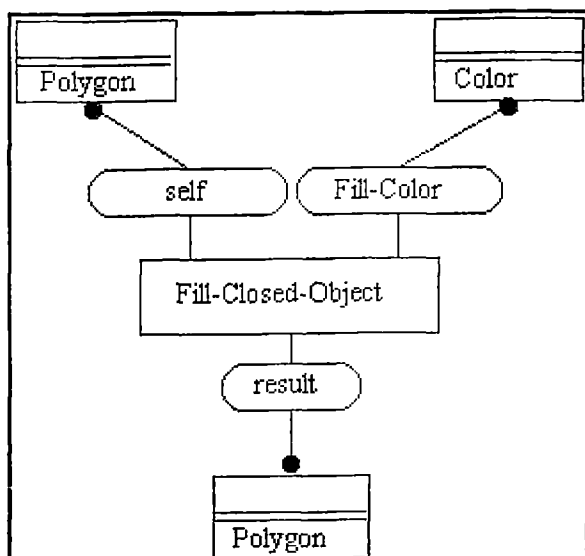 Polygon
Color
self
Fill-Color
Fill-Closed-Object
result
Polygon